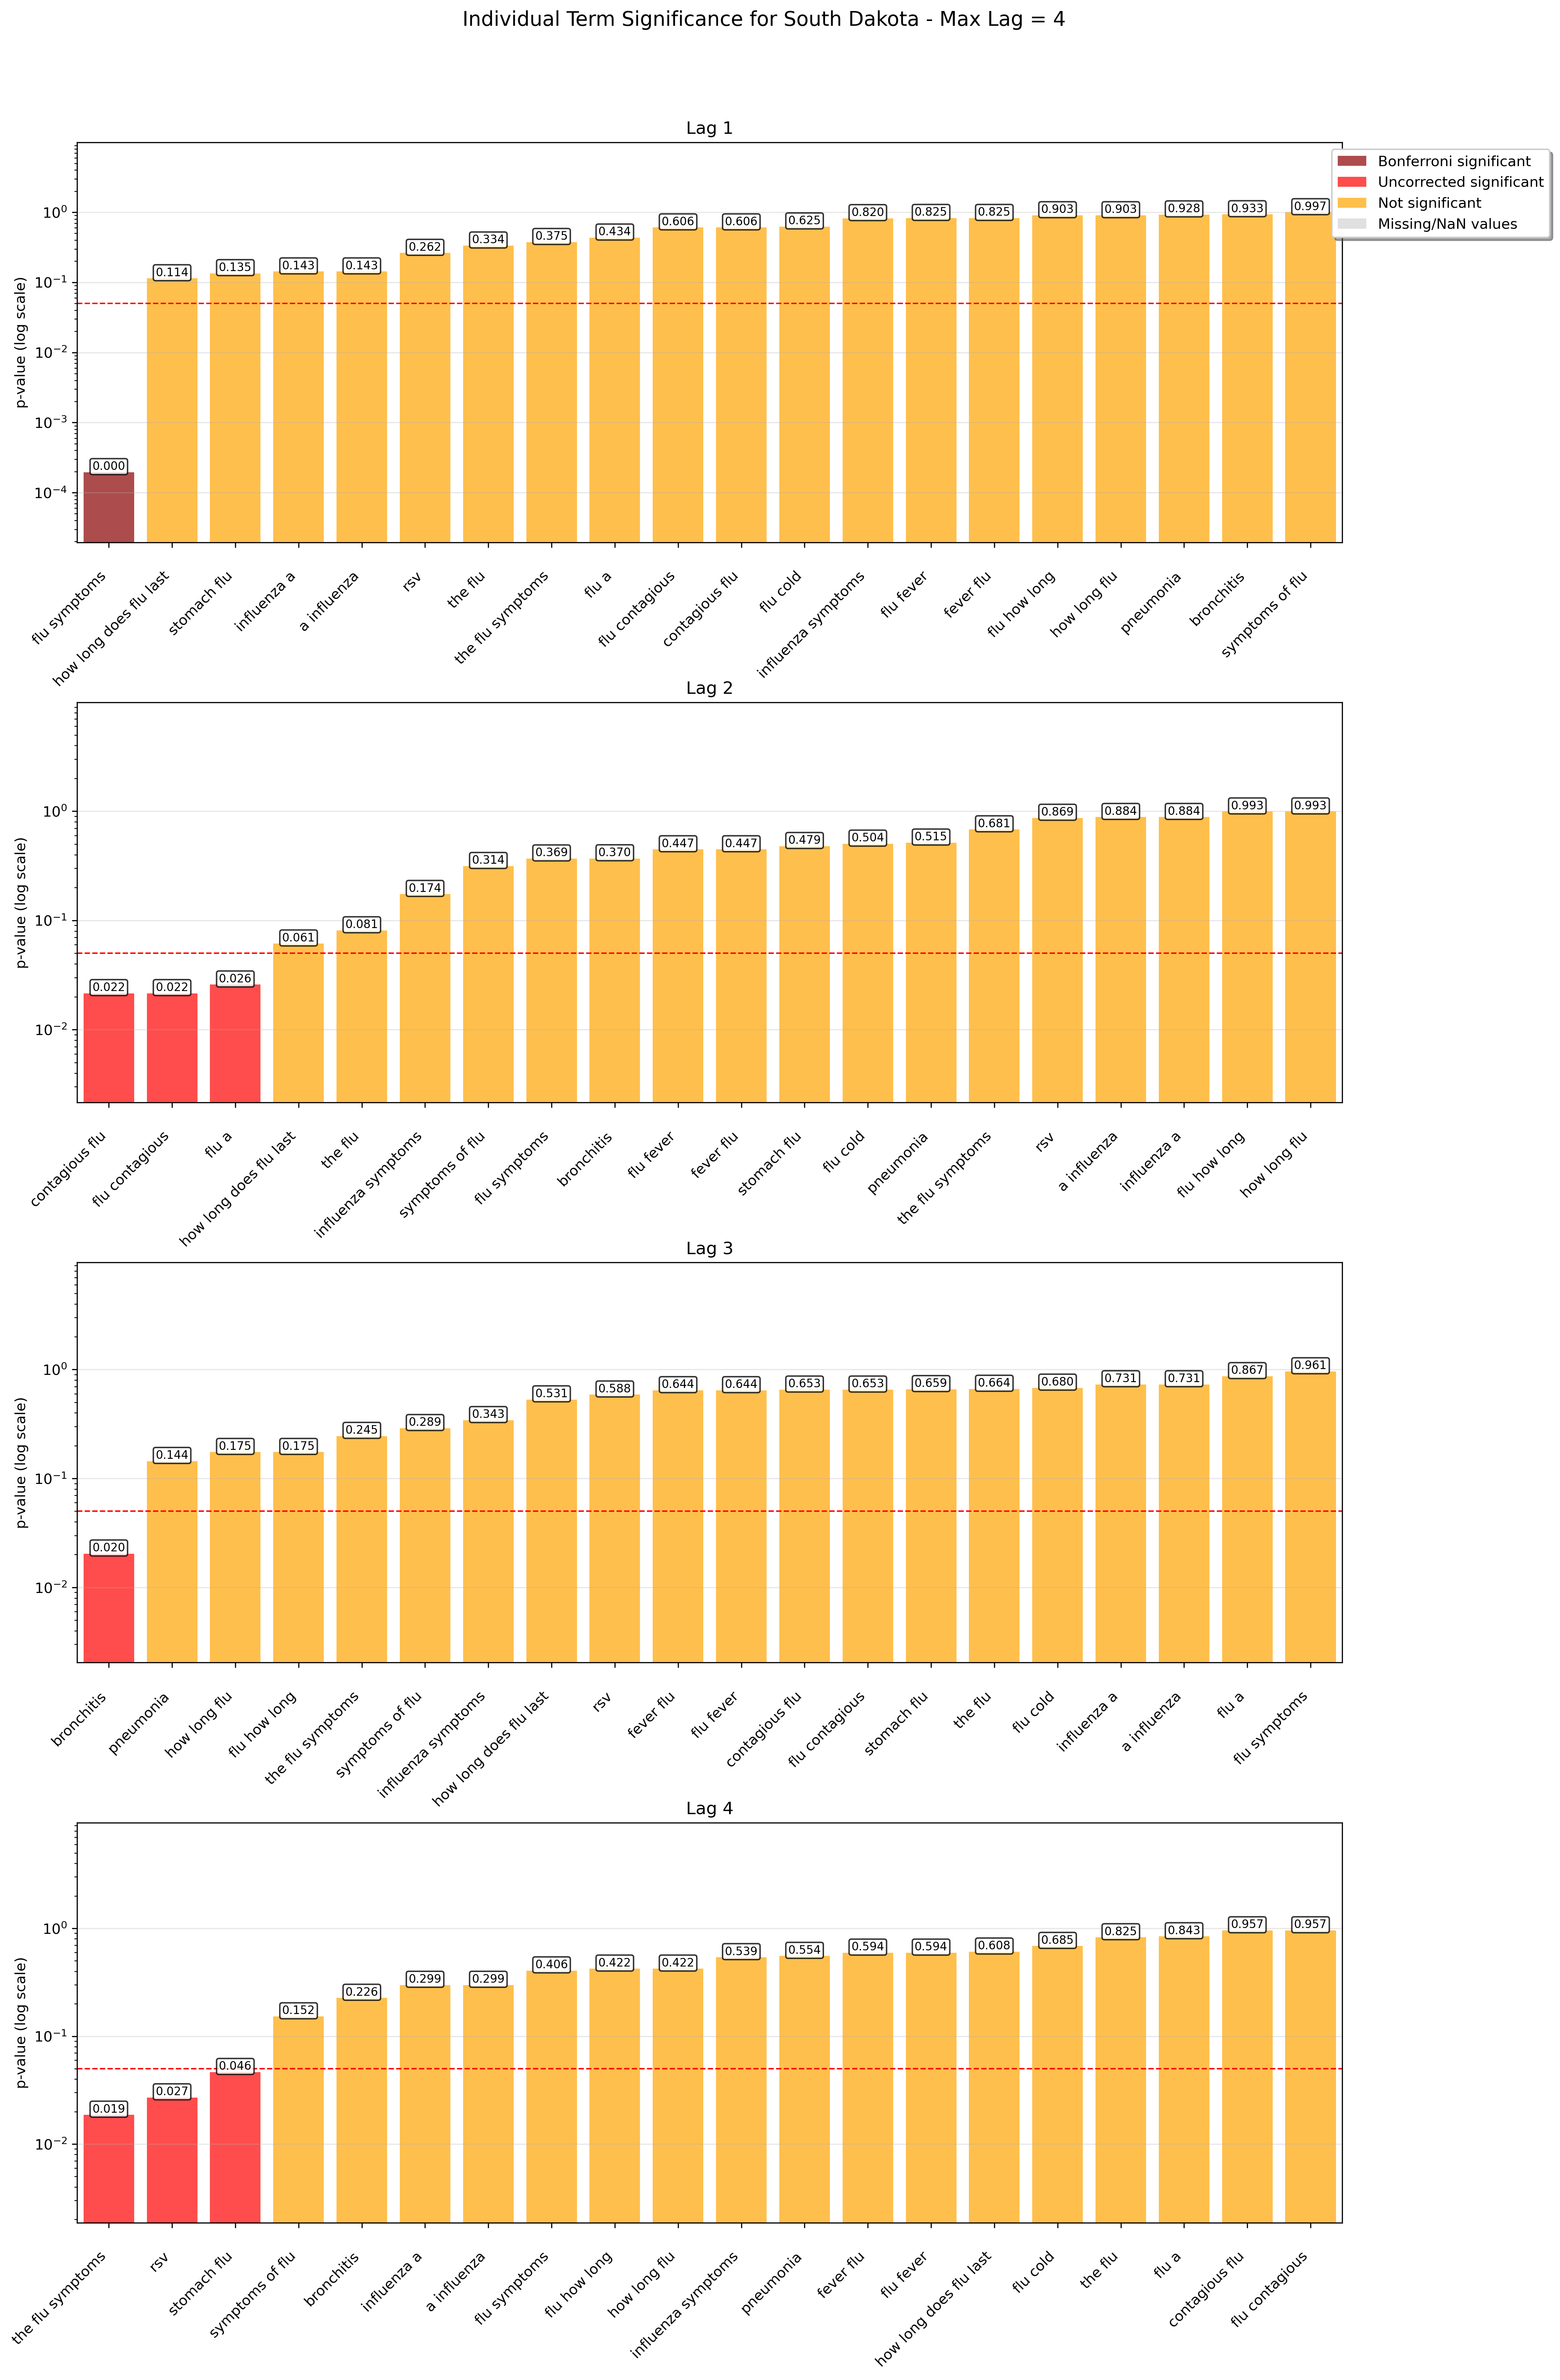 Individual Term Significance for South Dakota - Max Lag = 4
Lag 1
Bonferroni significant
Uncorrected significant
Not significant
Missing/NaN values
p-value (log scale)
10⁰
10⁻¹
10⁻²
10⁻³
10⁻⁴
0.000 0.114 0.135 0.143 0.143 0.262 0.334 0.375 0.434 0.606 0.606 0.625 0.820 0.825 0.825 0.903 0.903 0.928 0.933 0.997
flu symptoms
how long does flu last
stomach flu
influenza a
a influenza
rsv
the flu
the flu symptoms
flu a
flu contagious
contagious flu
flu cold
influenza symptoms
flu fever
fever flu
flu how long
how long flu
pneumonia
bronchitis
symptoms of flu
Lag 2
p-value (log scale)
10⁰
10⁻¹
10⁻²
0.022 0.022 0.026 0.061 0.081 0.174 0.314 0.369 0.370 0.447 0.447 0.479 0.504 0.515 0.681 0.869 0.884 0.884 0.993 0.993
contagious flu
flu contagious
flu a
how long does flu last
the flu
influenza symptoms
symptoms of flu
flu symptoms
bronchitis
flu fever
fever flu
stomach flu
flu cold
pneumonia
the flu symptoms
rsv
a influenza
influenza a
flu how long
how long flu
Lag 3
p-value (log scale)
10⁰
10⁻¹
10⁻²
0.020 0.144 0.175 0.175 0.245 0.289 0.343 0.531 0.588 0.644 0.644 0.653 0.653 0.659 0.664 0.680 0.731 0.731 0.867 0.961
bronchitis
pneumonia
how long flu
flu how long
the flu symptoms
symptoms of flu
influenza symptoms
how long does flu last
rsv
fever flu
flu fever
contagious flu
flu contagious
stomach flu
the flu
flu cold
influenza a
a influenza
flu a
flu symptoms
Lag 4
p-value (log scale)
10⁰
10⁻¹
10⁻²
0.019 0.027 0.046 0.152 0.226 0.299 0.299 0.406 0.422 0.422 0.539 0.554 0.594 0.594 0.608 0.685 0.825 0.843 0.957 0.957
the flu symptoms
rsv
stomach flu
symptoms of flu
bronchitis
influenza a
a influenza
flu symptoms
flu how long
how long flu
influenza symptoms
pneumonia
fever flu
flu fever
how long does flu last
flu cold
the flu
flu a
contagious flu
flu contagious